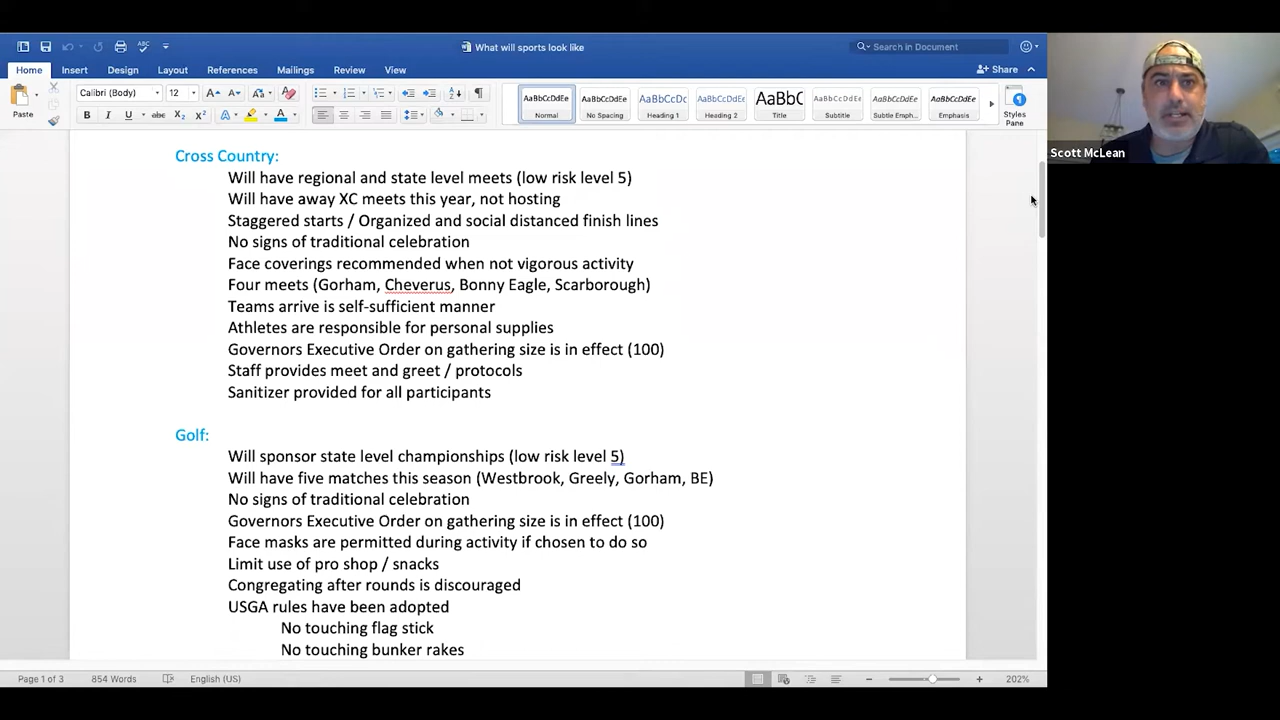 What will sports look like
Search in Document
Home Insert Design Layout References Mailings Review View
Share
Paste
Calibri (Body) 12
AaBbCcDdEe AaBbCcDdEe AaBbCcDc AaBbCcDdEe AaBbC AaBbCcDdEe AaBbCcDdEe AaBbCcDdEe
Normal No Spacing Heading 1 Heading 2 Title Subtitle Subtle Emph... Emphasis
Styles
Pane
Scott McLean
Cross Country:
Will have regional and state level meets (low risk level 5)
Will have away XC meets this year, not hosting
Staggered starts / Organized and social distanced finish lines
No signs of traditional celebration
Face coverings recommended when not vigorous activity
Four meets (Gorham, Cheverus, Bonny Eagle, Scarborough)
Teams arrive is self-sufficient manner
Athletes are responsible for personal supplies
Governors Executive Order on gathering size is in effect (100)
Staff provides meet and greet / protocols
Sanitizer provided for all participants
Golf:
Will sponsor state level championships (low risk level 5)
Will have five matches this season (Westbrook, Greely, Gorham, BE)
No signs of traditional celebration
Governors Executive Order on gathering size is in effect (100)
Face masks are permitted during activity if chosen to do so
Limit use of pro shop / snacks
Congregating after rounds is discouraged
USGA rules have been adopted
No touching flag stick
No touching bunker rakes
Page 1 of 3 854 Words English (US) 202%